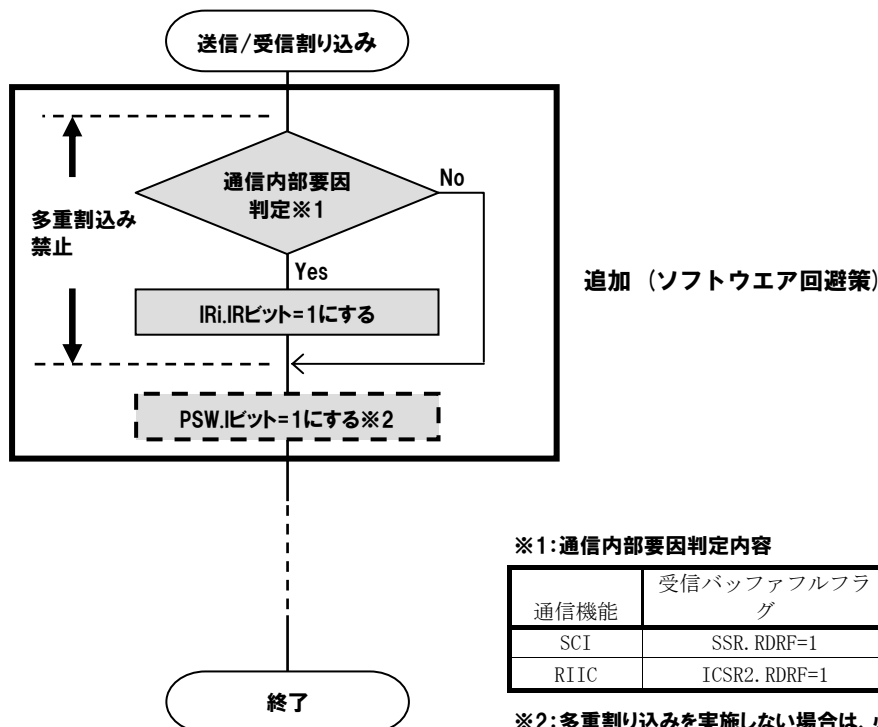 送信/受信割り込み
多重割込み
禁止
通信内部要因
判定※1
No
Yes
IRi.IRビット=1にする
追加 (ソフトウエア回避策)
PSW.Iビット=1にする※2
※1:通信内部要因判定内容
通信機能 受信バッファフルフラグ
SCI SSR.RDRF=1
RIIC ICSR2.RDRF=1
終了
※2:多重割り込みを実施しない場合は、